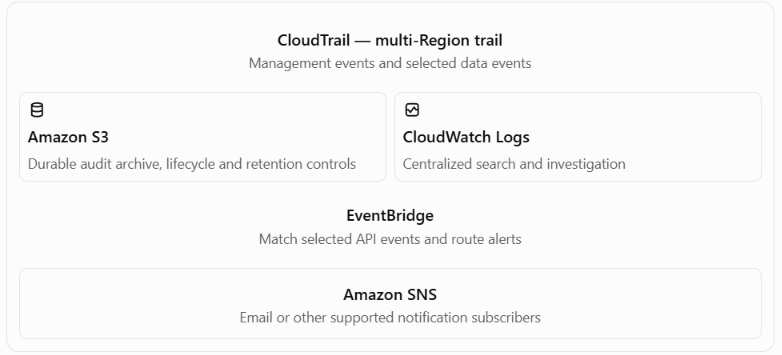 CloudTrail — multi-Region trail
Management events and selected data events
Amazon S3
Durable audit archive, lifecycle and retention controls
CloudWatch Logs
Centralized search and investigation
EventBridge
Match selected API events and route alerts
Amazon SNS
Email or other supported notification subscribers